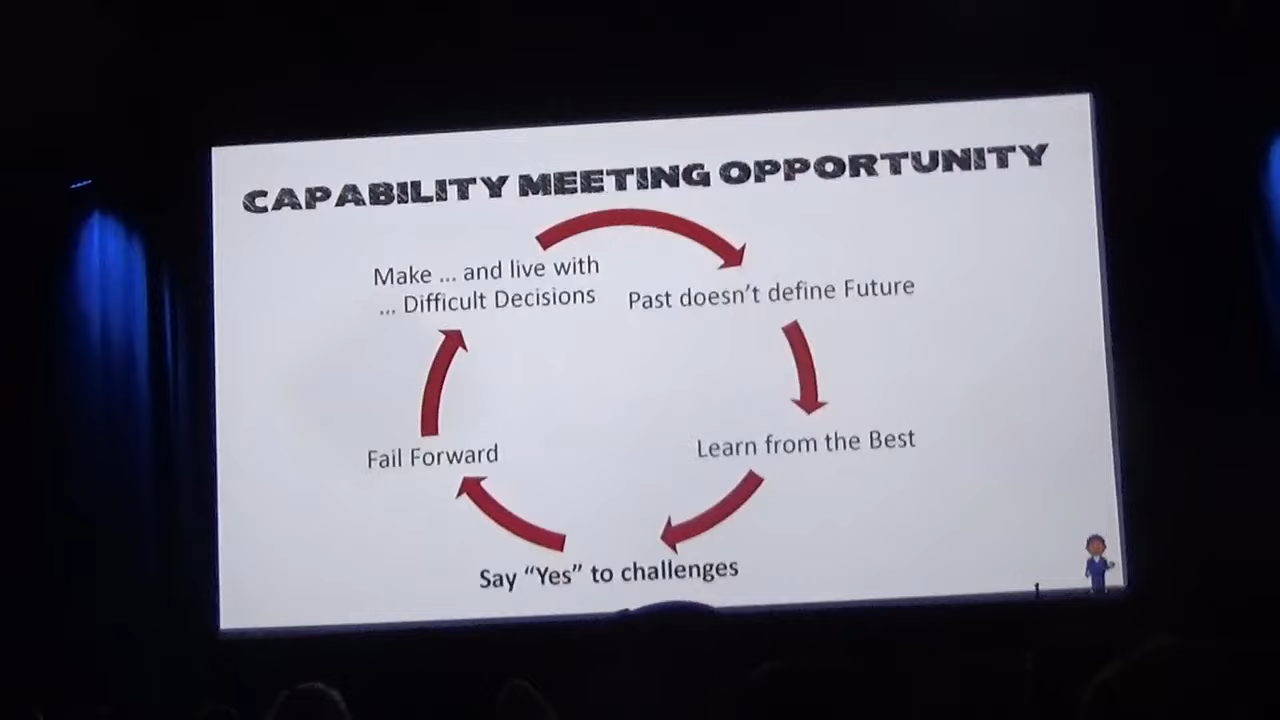 CAPABILITY MEETING OPPORTUNITY
Make ... and live with
... Difficult Decisions
Past doesn't define Future
Learn from the Best
Say “Yes” to challenges
Fail Forward